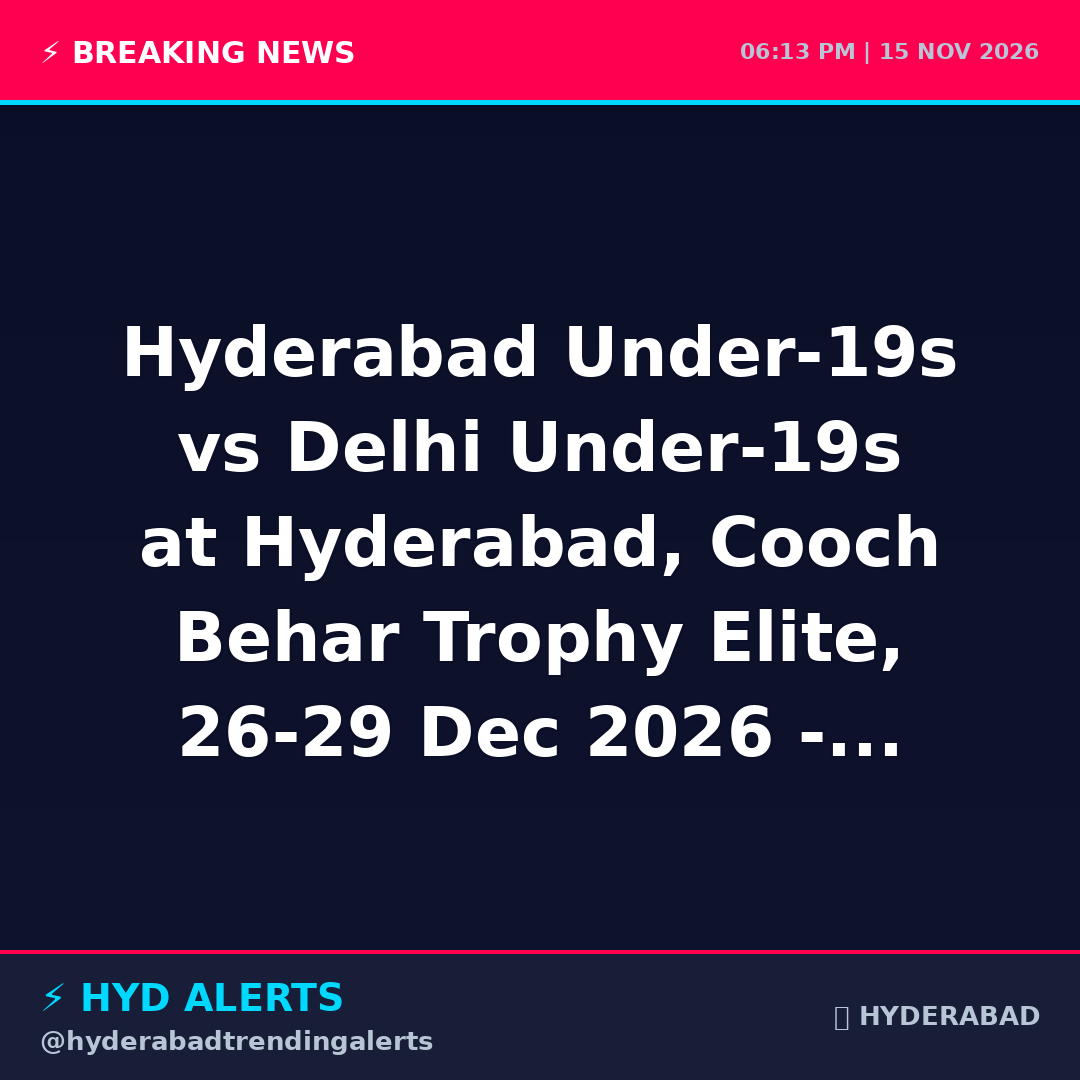 ⚡ BREAKING NEWS
06:13 PM | 15 NOV 2026
Hyderabad Under-19s
vs Delhi Under-19s
at Hyderabad, Cooch
Behar Trophy Elite,
26-29 Dec 2026 -...
⚡ HYD ALERTS
@hyderabadtrendingalerts
HYDERABAD